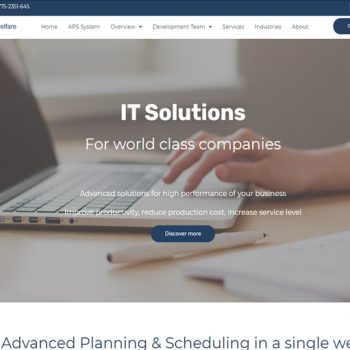 75-2351-645
elfare
Home APS System Overview Development Team Services Industries About
IT Solutions
For world class companies
Advanced solutions for high performance of your business
Improve productivity, reduce production cost, increase service level
Discover more
Advanced Planning & Scheduling in a single we